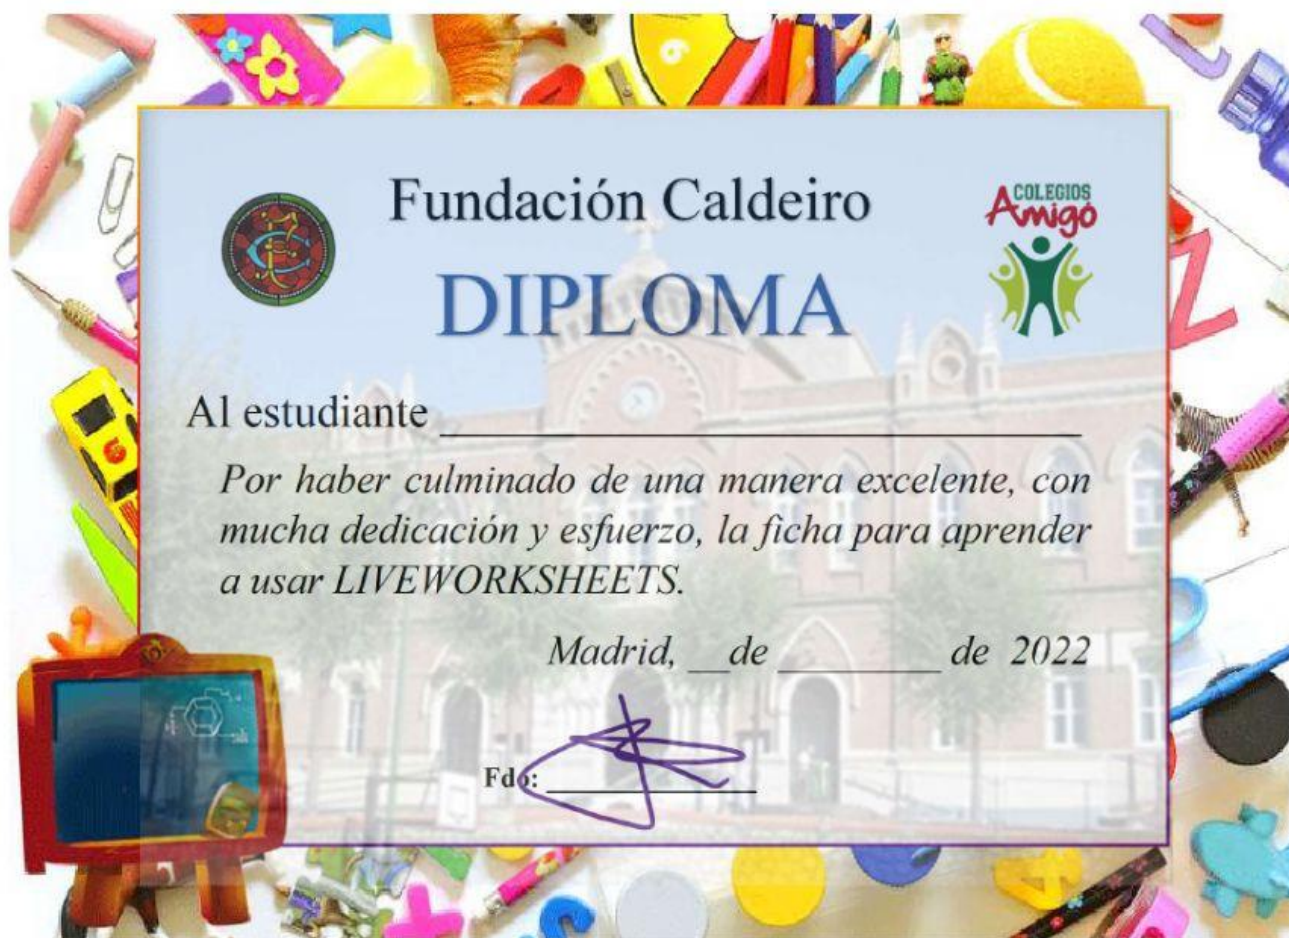 Fundación Caldeiro
COLEGIOS
Amigó
DIPLOMA
Al estudiante
Por haber culminado de una manera excelente, con
mucha dedicación y esfuerzo, la ficha para aprender
a usar LIVEWORKSHEETS.
Madrid, __de ________ de 2022
Fdo: